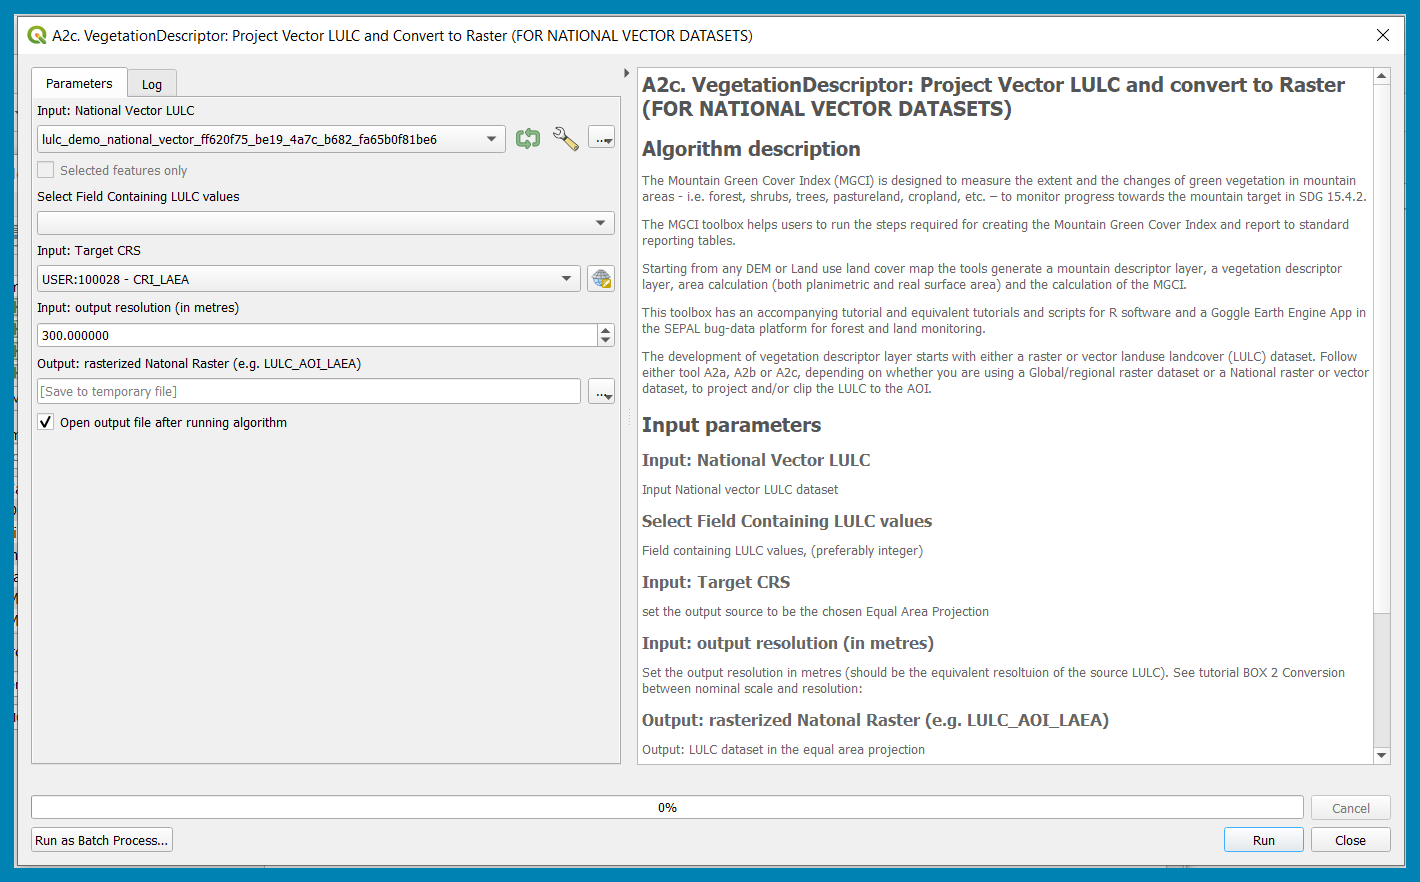 A2c. VegetationDescriptor: Project Vector LULC and Convert to Raster (FOR NATIONAL VECTOR DATASETS)
Parameters
Log
Input: National Vector LULC
lulc_demo_national_vector_ff620f75_be19_4a7c_b682_fa65b0f81be6
...
Selected features only
Select Field Containing LULC values
Input: Target CRS
USER:100028 - CRI_LAEA
Input: output resolution (in metres)
300.000000
Output: rasterized Natonal Raster (e.g. LULC_AOI_LAEA)
[Save to temporary file]
...
Open output file after running algorithm
A2c. VegetationDescriptor: Project Vector LULC and convert to Raster
(FOR NATIONAL VECTOR DATASETS)
Algorithm description
The Mountain Green Cover Index (MGCI) is designed to measure the extent and the changes of green vegetation in mountain
areas - i.e. forest, shrubs, trees, pastureland, cropland, etc. – to monitor progress towards the mountain target in SDG 15.4.2.
The MGCI toolbox helps users to run the steps required for creating the Mountain Green Cover Index and report to standard
reporting tables.
Starting from any DEM or Land use land cover map the tools generate a mountain descriptor layer, a vegetation descriptor
layer, area calculation (both planimetric and real surface area) and the calculation of the MGCI.
This toolbox has an accompanying tutorial and equivalent tutorials and scripts for R software and a Goggle Earth Engine App in
the SEPAL bug-data platform for forest and land monitoring.
The development of vegetation descriptor layer starts with either a raster or vector landuse landcover (LULC) dataset. Follow
either tool A2a, A2b or A2c, depending on whether you are using a Global/regional raster dataset or a National raster or vector
dataset, to project and/or clip the LULC to the AOI.
Input parameters
Input: National Vector LULC
Input National vector LULC dataset
Select Field Containing LULC values
Field containing LULC values, (preferably integer)
Input: Target CRS
set the output source to be the chosen Equal Area Projection
Input: output resolution (in metres)
Set the output resolution in metres (should be the equivalent resoltuion of the source LULC). See tutorial BOX 2 Conversion
between nominal scale and resolution:
Output: rasterized Natonal Raster (e.g. LULC_AOI_LAEA)
Output: LULC dataset in the equal area projection
0%
Cancel
Run as Batch Process...
Run
Close